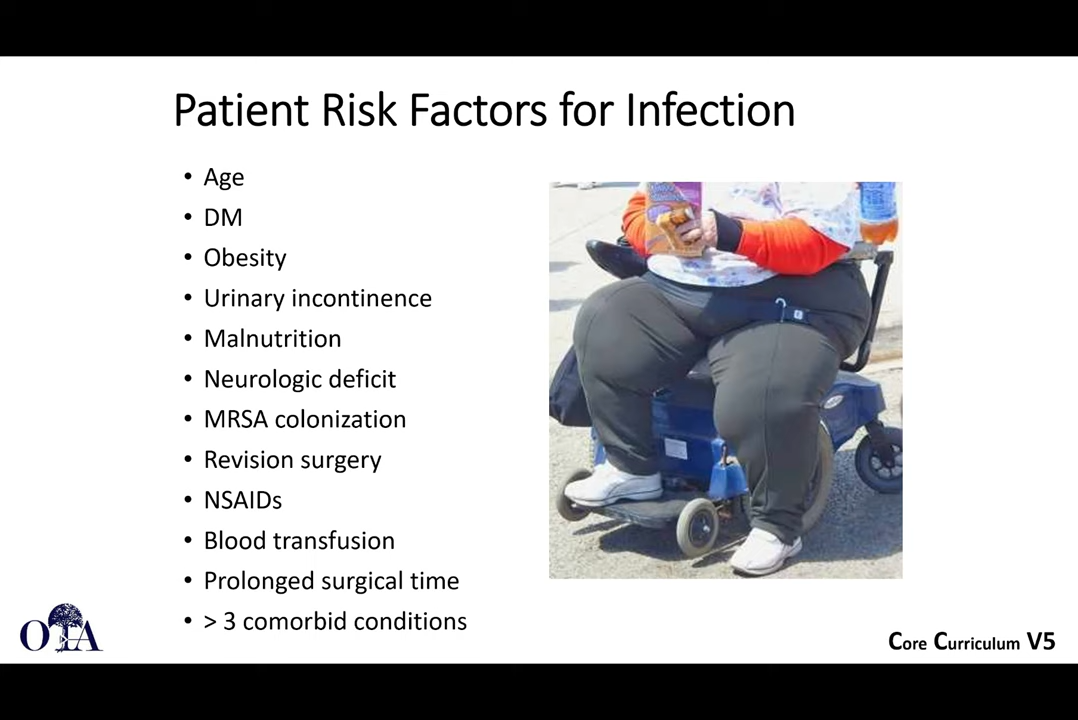 Patient Risk Factors for Infection
• Age
• DM
• Obesity
• Urinary incontinence
• Malnutrition
• Neurologic deficit
• MRSA colonization
• Revision surgery
• NSAIDs
• Blood transfusion
• Prolonged surgical time
• > 3 comorbid conditions
OTA
Core Curriculum V5